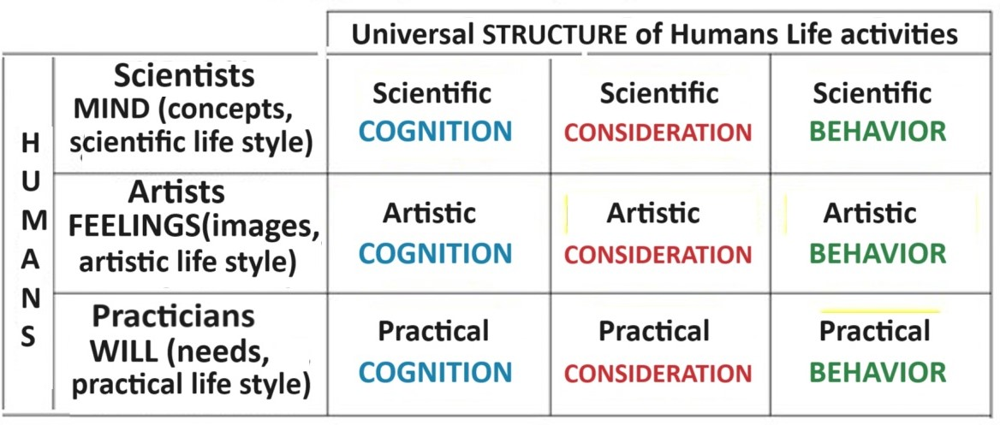 Universal STRUCTURE of Humans Life activities
HUMANS
Scientists
MIND (concepts,
scientific life style)
Scientific
COGNITION
Scientific
CONSIDERATION
Scientific
BEHAVIOR
Artists
FEELINGS(images,
artistic life style)
Artistic
COGNITION
Artistic
CONSIDERATION
Artistic
BEHAVIOR
Practicians
WILL (needs,
practical life style)
Practical
COGNITION
Practical
CONSIDERATION
Practical
BEHAVIOR